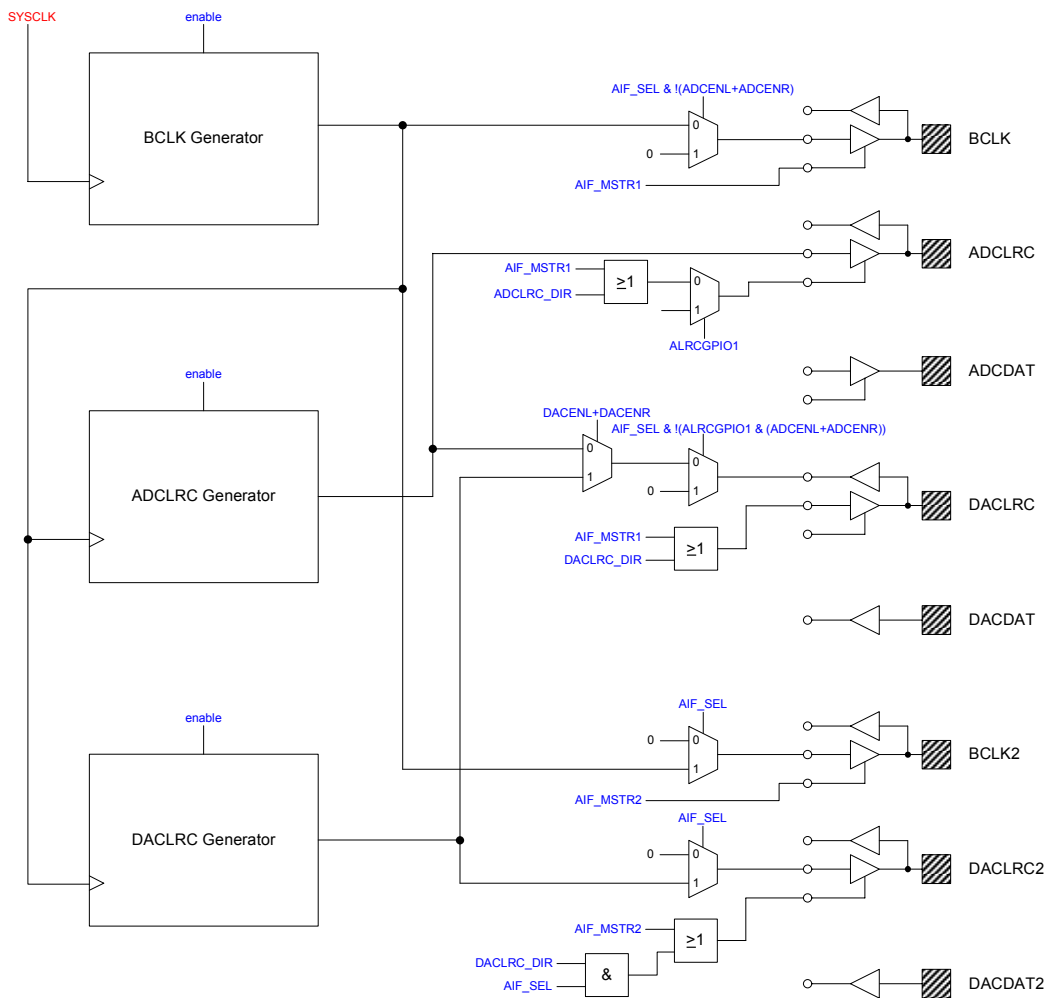 SYSCLK
enable
BCLK Generator
AIF_SEL & !(ADCENL+ADCENR)
0
0
1
AIF_MSTR1
BCLK
AIF_MSTR1
ADCLRC_DIR
≥1
0
1
ALRCGPIO1
ADCLRC
ADCDAT
enable
ADCLRC Generator
DACENL+DACENR
AIF_SEL & !(ALRCGPIO1 & (ADCENL+ADCENR))
0
1
0
0
1
AIF_MSTR1
DACLRC_DIR
≥1
DACLRC
DACDAT
enable
DACLRC Generator
AIF_SEL
0
0
1
AIF_MSTR2
BCLK2
AIF_SEL
0
0
1
AIF_MSTR2
≥1
DACLRC_DIR
AIF_SEL
&
DACLRC2
DACDAT2